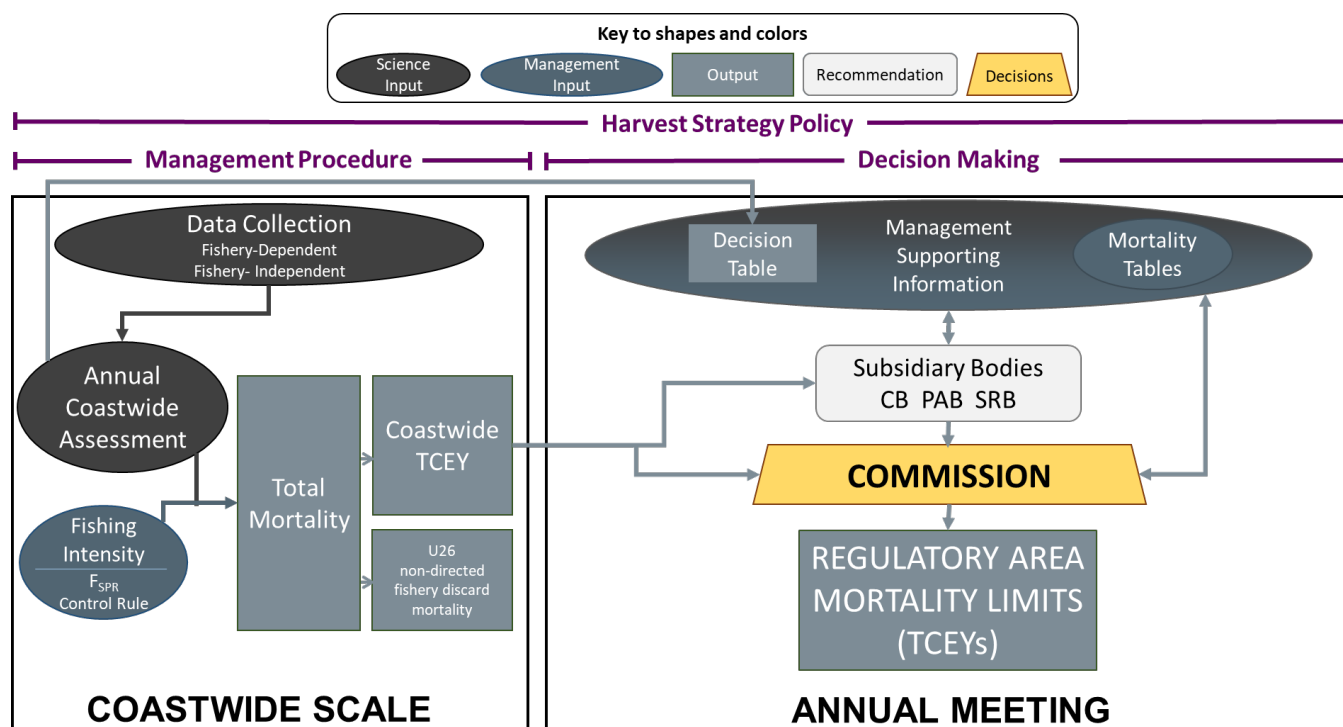 Key to shapes and colors
Science
Input
Management
Input
Output
Recommendation
Decisions
Harvest Strategy Policy
Management Procedure
Decision Making
Data Collection
Fishery-Dependent
Fishery- Independent
Annual
Coastwide
Assessment
Fishing
Intensity
FSPR
Control Rule
Total
Mortality
Coastwide
TCEY
U26
non-directed
fishery discard
mortality
COASTWIDE SCALE
Decision
Table
Management
Supporting
Information
Mortality
Tables
Subsidiary Bodies
CB PAB SRB
COMMISSION
REGULATORY AREA
MORTALITY LIMITS
(TCEYs)
ANNUAL MEETING